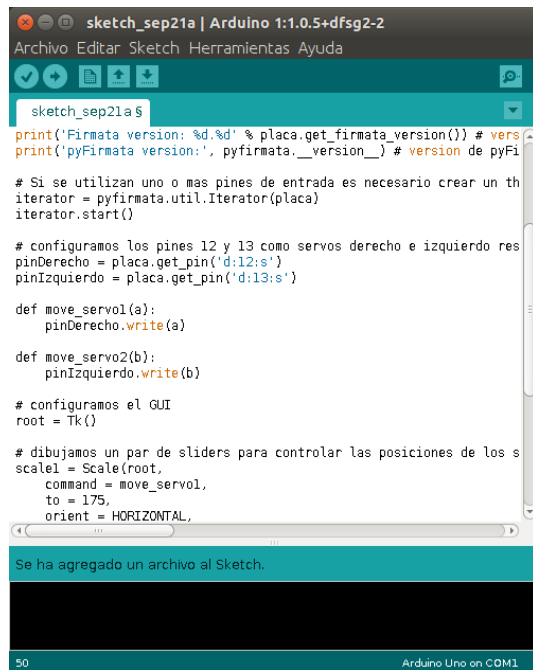 sketch_sep21a | Arduino 1:1.0.5+dfsg2-2
Archivo Editar Sketch Herramientas Ayuda
sketch_sep21a §
print('Firmata version: %d.%d' % placa.get_firmata_version()) # vers
print('pyFirmata version:', pyfirmata.__version__) # version de pyFi
# Si se utilizan uno o mas pines de entrada es necesario crear un th
iterator = pyfirmata.util.Iterator(placa)
iterator.start()
# configuramos los pines 12 y 13 como servos derecho e izquierdo res
pinDerecho = placa.get_pin('d:12:s')
pinIzquierdo = placa.get_pin('d:13:s')
def move_servo1(a):
    pinDerecho.write(a)
def move_servo2(b):
    pinIzquierdo.write(b)
# configuramos el GUI
root = Tk()
# dibujamos un par de sliders para controlar las posiciones de los s
scale1 = Scale(root,
    command = move_servo1,
    to = 175,
    orient = HORIZONTAL,
Se ha agregado un archivo al Sketch.
50
Arduino Uno on COM1